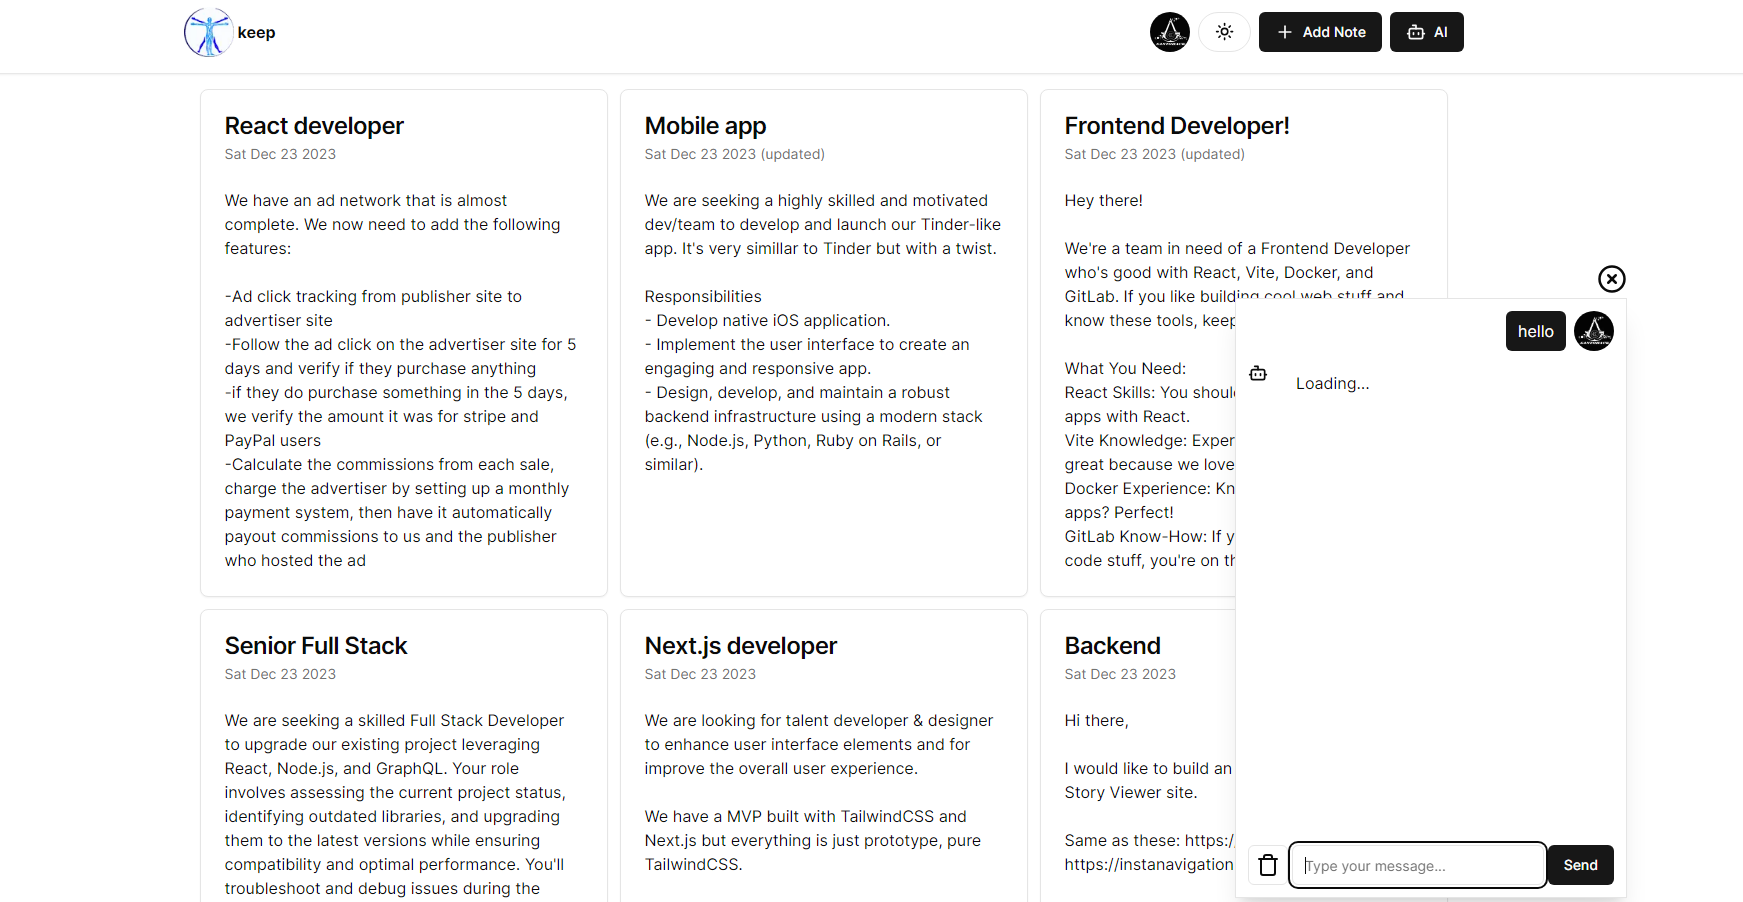 keep
Add Note
AI
React developer
Sat Dec 23 2023
We have an ad network that is almost
complete. We now need to add the following
features:
-Ad click tracking from publisher site to
advertiser site
-Follow the ad click on the advertiser site for 5
days and verify if they purchase anything
-if they do purchase something in the 5 days,
we verify the amount it was for stripe and
PayPal users
-Calculate the commissions from each sale,
charge the advertiser by setting up a monthly
payment system, then have it automatically
payout commissions to us and the publisher
who hosted the ad
Mobile app
Sat Dec 23 2023 (updated)
We are seeking a highly skilled and motivated
dev/team to develop and launch our Tinder-like
app. It's very simillar to Tinder but with a twist.
Responsibilities
- Develop native iOS application.
- Implement the user interface to create an
engaging and responsive app.
- Design, develop, and maintain a robust
backend infrastructure using a modern stack
(e.g., Node.js, Python, Ruby on Rails, or
similar).
Frontend Developer!
Sat Dec 23 2023 (updated)
Hey there!
We're a team in need of a Frontend Developer
who's good with React, Vite, Docker, and
GitLab. If you like building cool web stuff and
know these tools, keep
What You Need:
React Skills: You shoul
apps with React.
Vite Knowledge: Exper
great because we love
Docker Experience: Kn
apps? Perfect!
GitLab Know-How: If y
code stuff, you're on th
Senior Full Stack
Sat Dec 23 2023
We are seeking a skilled Full Stack Developer
to upgrade our existing project leveraging
React, Node.js, and GraphQL. Your role
involves assessing the current project status,
identifying outdated libraries, and upgrading
them to the latest versions while ensuring
compatibility and optimal performance. You'll
troubleshoot and debug issues during the
Next.js developer
Sat Dec 23 2023
We are looking for talent developer & designer
to enhance user interface elements and for
improve the overall user experience.
We have a MVP built with TailwindCSS and
Next.js but everything is just prototype, pure
TailwindCSS.
Backend
Sat Dec 23 2023
Hi there,
I would like to build an
Story Viewer site.
Same as these: https:/
https://instanavigation
hello
Loading...
Type your message...
Send